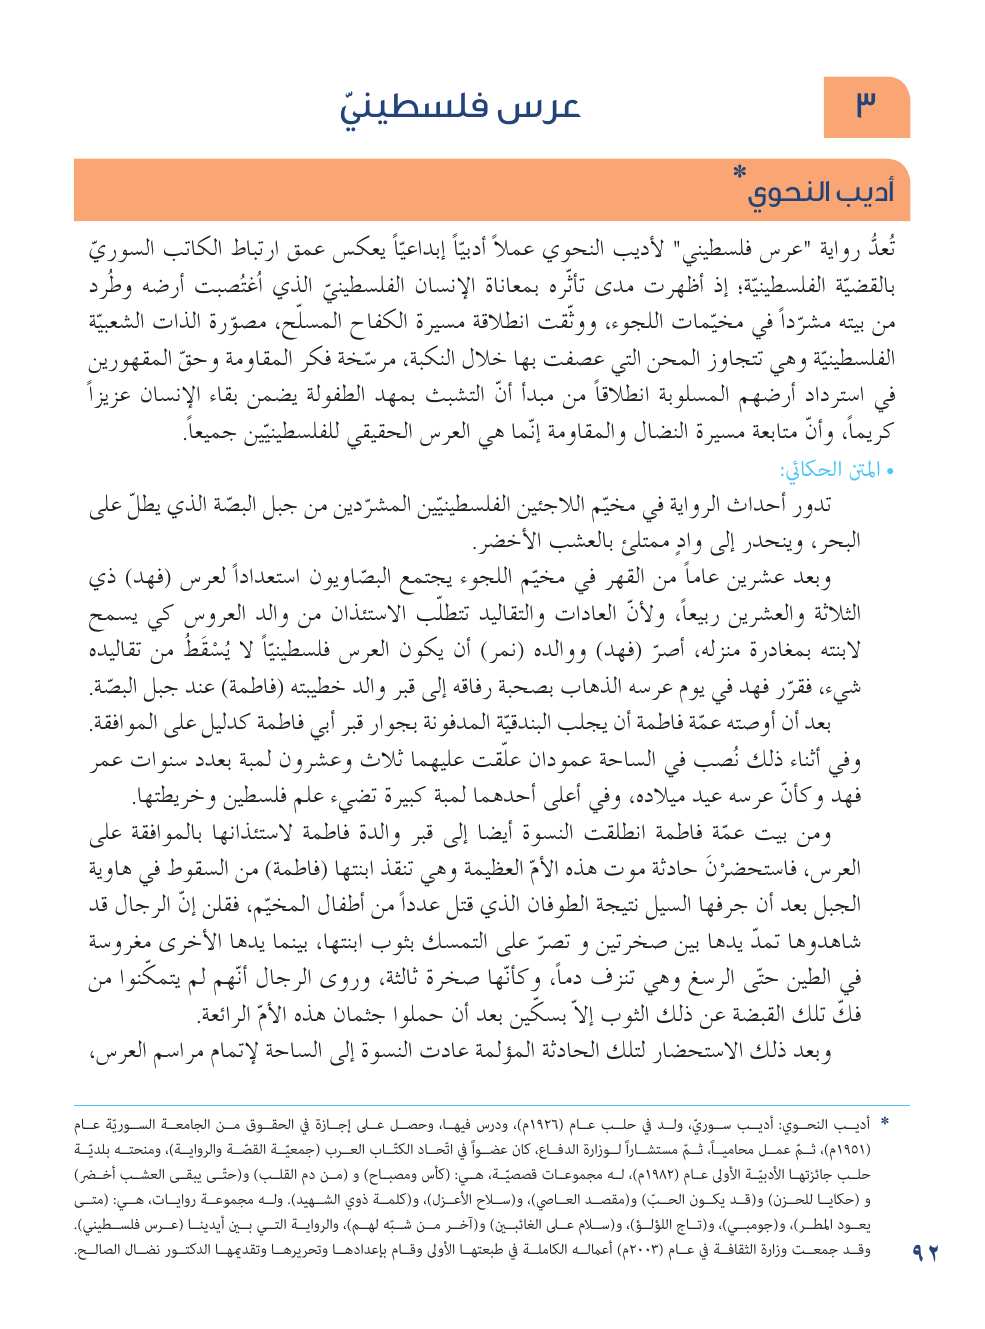 ٣
عرس فلسطينيّ
أديب النحوي*
تُعدُّ رواية "عرس فلسطيني" لأديب النحوي عملاً أدبيّاً إبداعيّاً يعكس عمق ارتباط الكاتب السوريّ
بالقضيّة الفلسطينيّة؛ إذ أظهرت مدى تأثّره بمعاناة الإنسان الفلسطينيّ الذي اُغتُصبت أرضه وطُرد
من بيته مشرّداً في مخيّمات اللجوء، ووثّقت انطلاقة مسيرة الكفاح المسلّح، مصوّرة الذات الشعبيّة
الفلسطينيّة وهي تتجاوز المحن التي عصفت بها خلال النكبة، مرسّخة فكر المقاومة وحقّ المقهورين
في استرداد أرضهم المسلوبة انطلاقاً من مبدأ أنّ التشبث بمهد الطفولة يضمن بقاء الإنسان عزيزاً
كريماً، وأنّ متابعة مسيرة النضال والمقاومة إنّما هي العرس الحقيقي للفلسطينيّين جميعاً.
• المتن الحكائي:
تدور أحداث الرواية في مخيّم اللاجئين الفلسطينيّين المشرّدين من جبل البصّة الذي يطلّ على
البحر، وينحدر إلى وادٍ ممتلئ بالعشب الأخضر.
وبعد عشرين عاماً من القهر في مخيّم اللجوء يجتمع البصّاويون استعداداً لعرس (فهد) ذي
الثلاثة والعشرين ربيعاً، ولأنّ العادات والتقاليد تتطلّب الاستئذان من والد العروس كي يسمح
لابنته بمغادرة منزله، أصرّ (فهد) ووالده (نمر) أن يكون العرس فلسطينيّاً لا يُسْقَطُ من تقاليده
شيء، فقرّر فهد في يوم عرسه الذهاب بصحبة رفاقه إلى قبر والد خطيبته (فاطمة) عند جبل البصّة.
بعد أن أوصته عمّة فاطمة أن يجلب البندقيّة المدفونة بجوار قبر أبي فاطمة كدليل على الموافقة.
وفي أثناء ذلك نُصب في الساحة عمودان علّقت عليهما ثلاث وعشرون لمبة بعدد سنوات عمر
فهد وكأنّ عرسه عيد ميلاده، وفي أعلى أحدهما لمبة كبيرة تضيء علم فلسطين وخريطتها.
ومن بيت عمّة فاطمة انطلقت النسوة أيضا إلى قبر والدة فاطمة لاستئذانها بالموافقة على
العرس، فاستحضرْنَ حادثة موت هذه الأمّ العظيمة وهي تنقذ ابنتها (فاطمة) من السقوط في هاوية
الجبل بعد أن جرفها السيل نتيجة الطوفان الذي قتل عدداً من أطفال المخيّم، فقلن إنّ الرجال قد
شاهدوها تمدّ يدها بين صخرتين و تصرّ على التمسك بثوب ابنتها، بينما يدها الأخرى مغروسة
في الطين حتّى الرسغ وهي تنزف دماً، وكأنّها صخرة ثالثة، وروى الرجال أنّهم لم يتمكّنوا من
فكّ تلك القبضة عن ذلك الثوب إلاّ بسكّين بعد أن حملوا جثمان هذه الأمّ الرائعة.
وبعد ذلك الاستحضار لتلك الحادثة المؤلمة عادت النسوة إلى الساحة لإتمام مراسم العرس،
* أديب النحوي: أديب سوريّ، ولد في حلب عام (١٩٢٦م)، ودرس فيها، وحصل على إجازة في الحقوق من الجامعة السوريّة عام
(١٩٥١م)، ثمّ عمل محامياً، ثمّ مستشاراً لوزارة الدفاع، كان عضواً في اتّحاد الكتّاب العرب (جمعيّة القصّة والرواية)، ومنحته بلديّة
حلب جائزتها الأدبيّة الأولى عام (١٩٨٢م)، له مجموعات قصصيّة، هي: (كأس ومصباح) و (من دم القلب) و(حتّى يبقى العشب أخضر)
و (حكايا للحزن) و(قد يكون الحبّ) و(مقصد العاصي)، و(سلاح الأعزل)، و(كلمة ذوي الشهيد). وله مجموعة روايات، هي: (متى
يعود المطر)، و(جومبي)، و(تاج اللؤلؤ)، و(سلام على الغائبين) و(آخر من شبّه لهم)، والرواية التي بين أيدينا (عرس فلسطيني).
وقد جمعت وزارة الثقافة في عام (٢٠٠٣م) أعماله الكاملة في طبعتها الأولى وقام بإعدادها وتحريرها وتقديمها الدكتور نضال الصالح.
٩٢